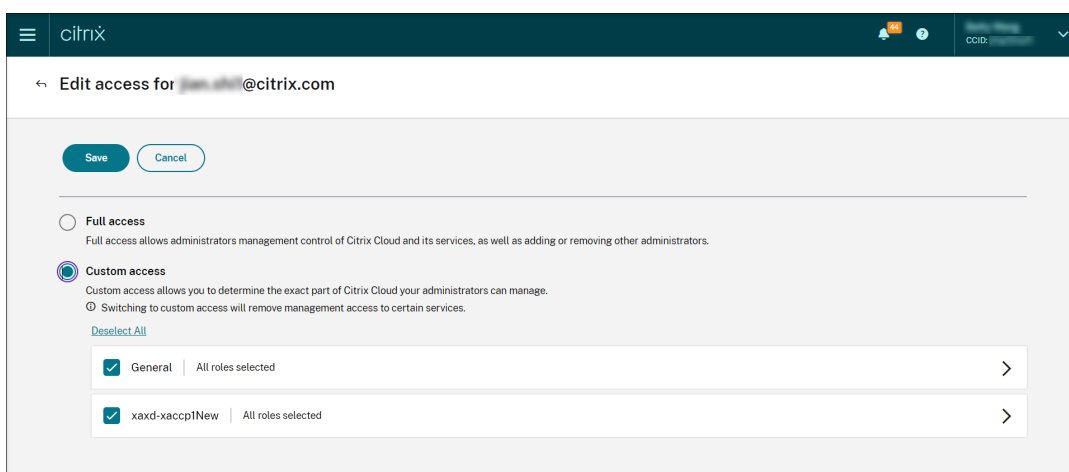 citrix
44
?
CCID:
Edit access for @citrix.com
Save
Cancel
Full access
Full access allows administrators management control of Citrix Cloud and its services, as well as adding or removing other administrators.
Custom access
Custom access allows you to determine the exact part of Citrix Cloud your administrators can manage.
Switching to custom access will remove management access to certain services.
Deselect All
General | All roles selected
xaxd-xaccp1New | All roles selected